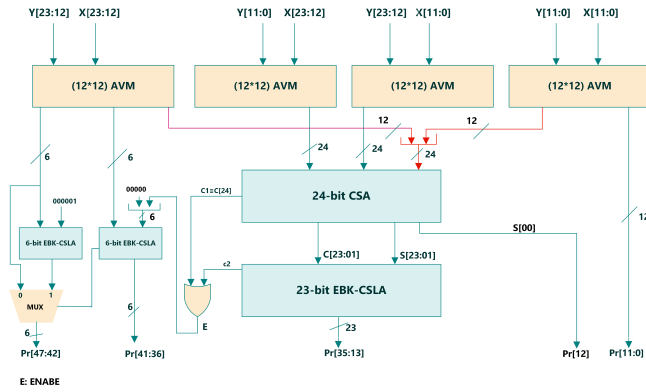 Y[23:12] X[23:12] Y[11:0] X[23:12] Y[23:12] X[11:0] Y[11:0] X[11:0]
(12*12) AVM (12*12) AVM (12*12) AVM (12*12) AVM
12 12
6 6 24 24 24
000001 00000 6 C1=C[24] 24-bit CSA 12
S[00]
6-bit EBK-CSLA 6-bit EBK-CSLA C[23:01] S[23:01]
c2
0 1 23-bit EBK-CSLA
MUX
6 6 E 23
Pr[47:42] Pr[41:36] Pr[35:13] Pr[12] Pr[11:0]
E: ENABE